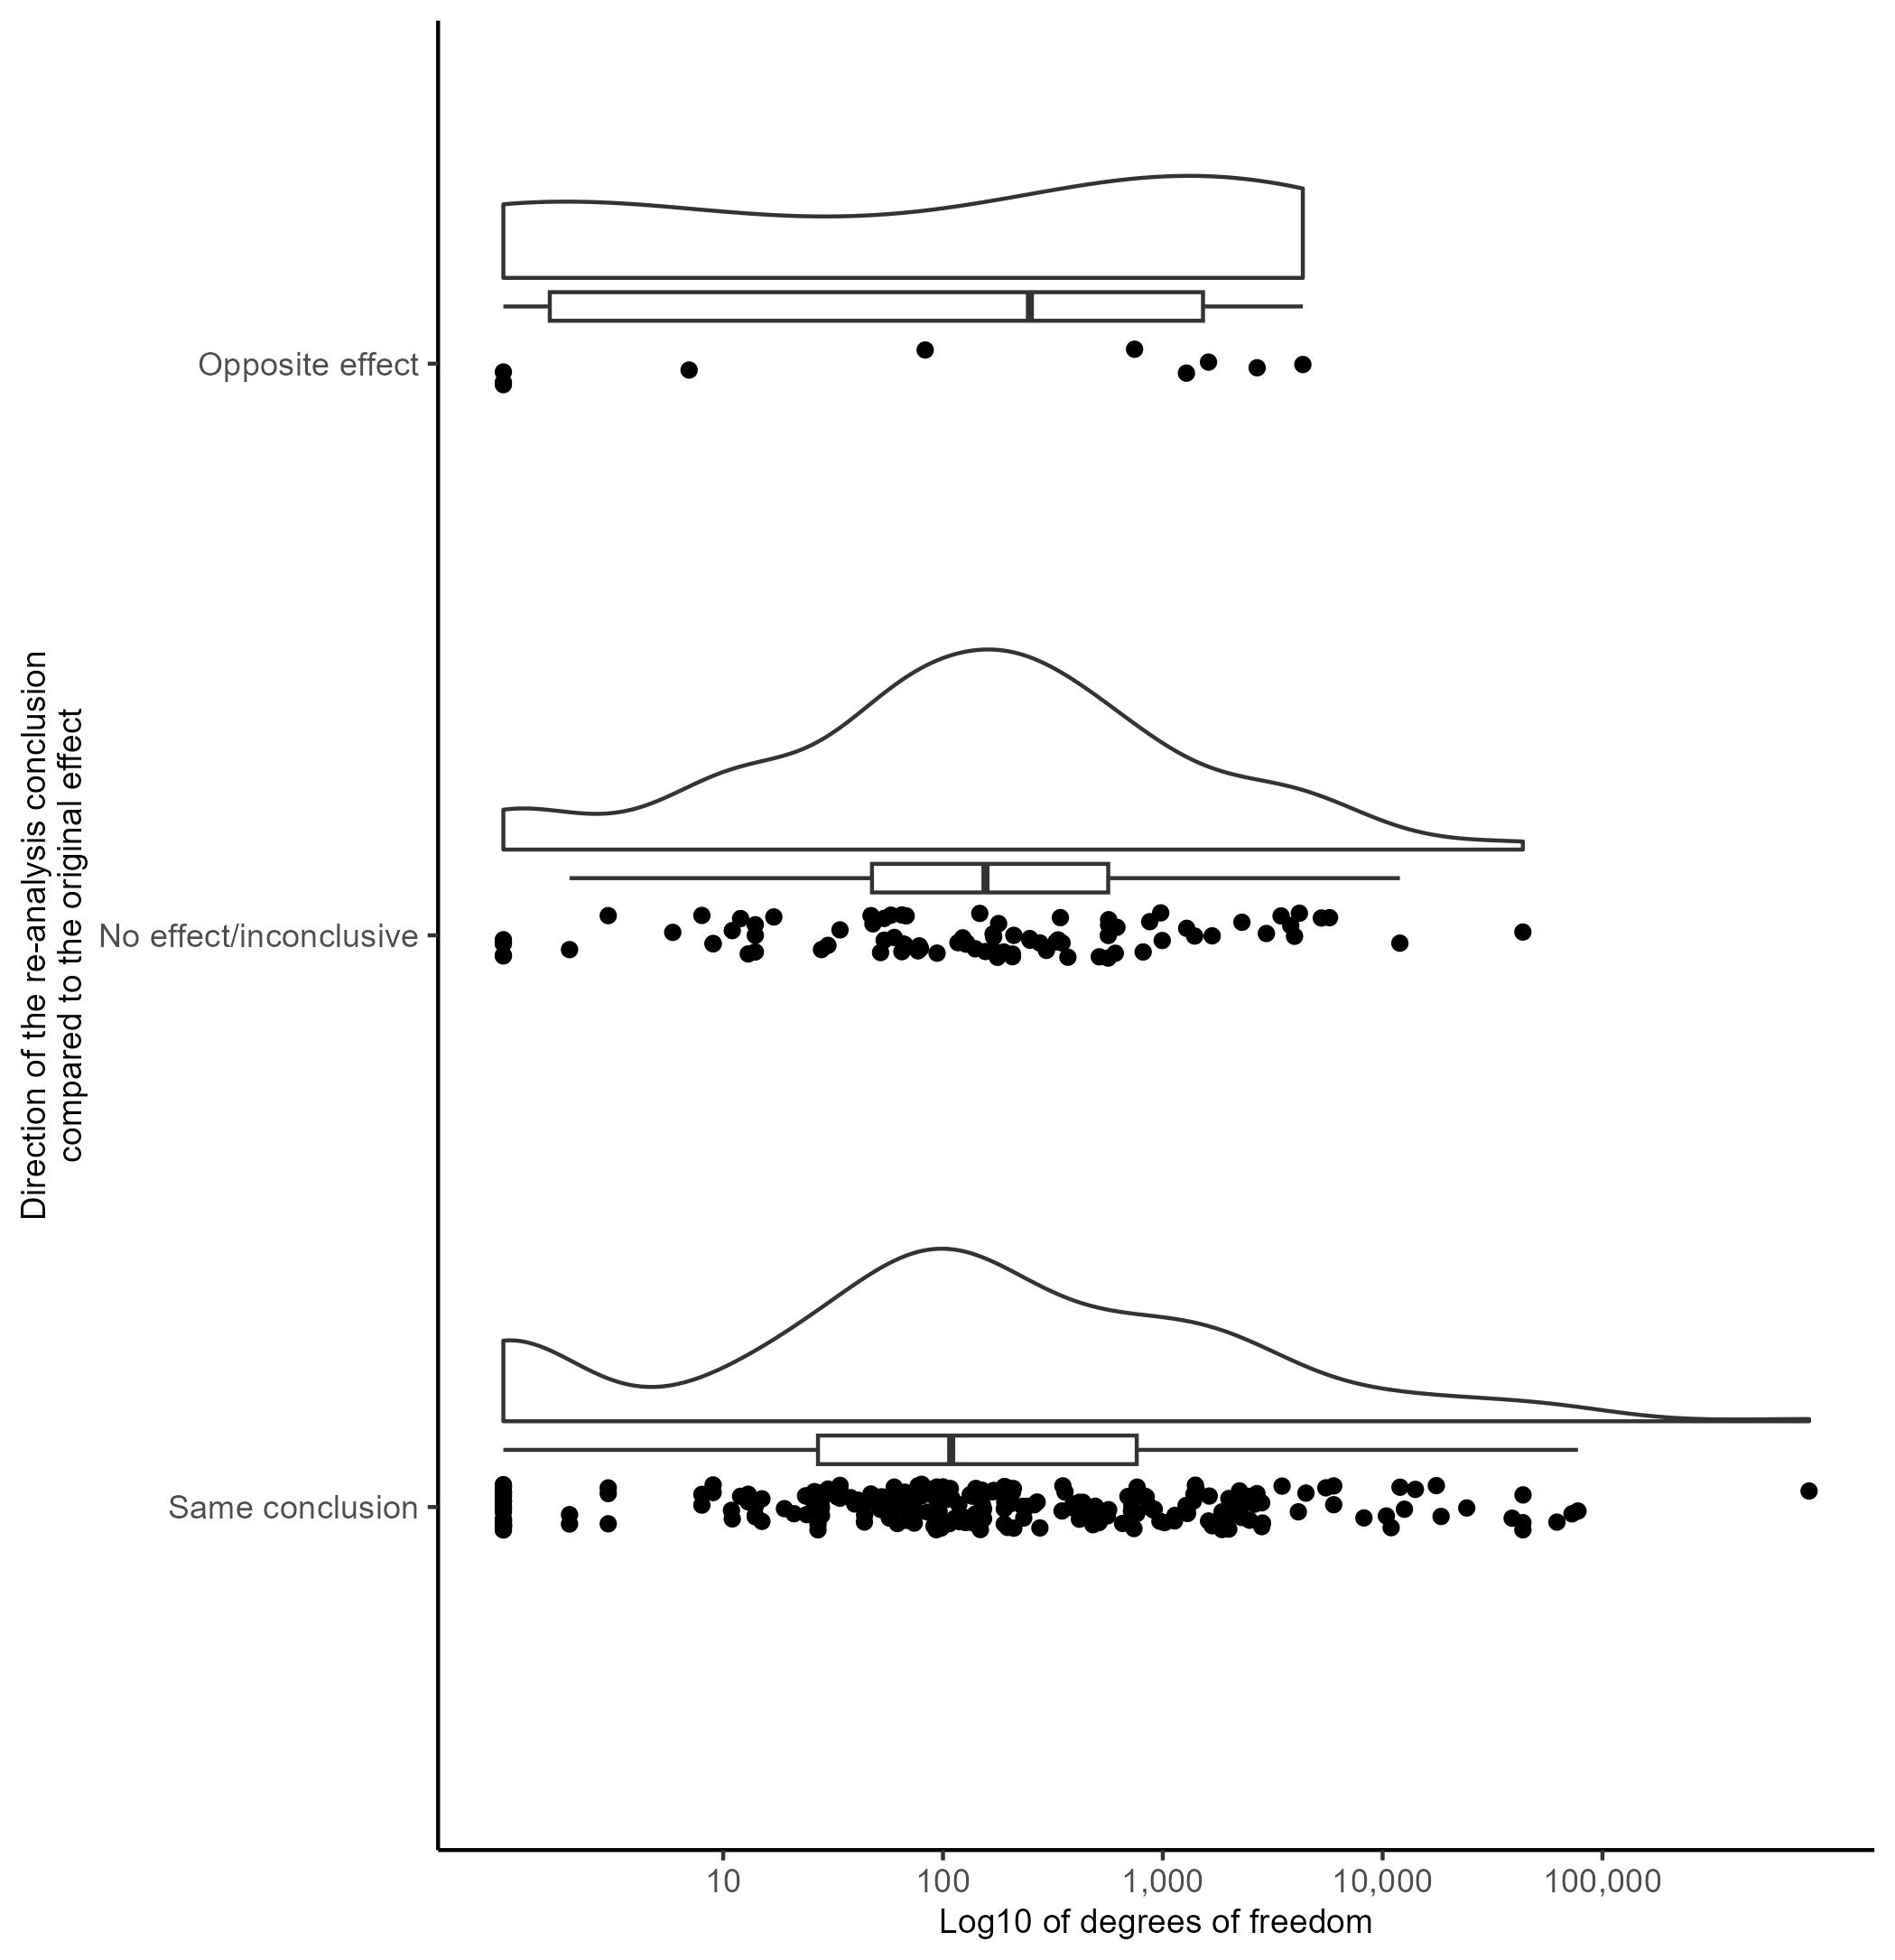 Direction of the re-analysis conclusion
compared to the original effect
Opposite effect
No effect/inconclusive
Same conclusion
10 100 1,000 10,000 100,000
Log10 of degrees of freedom